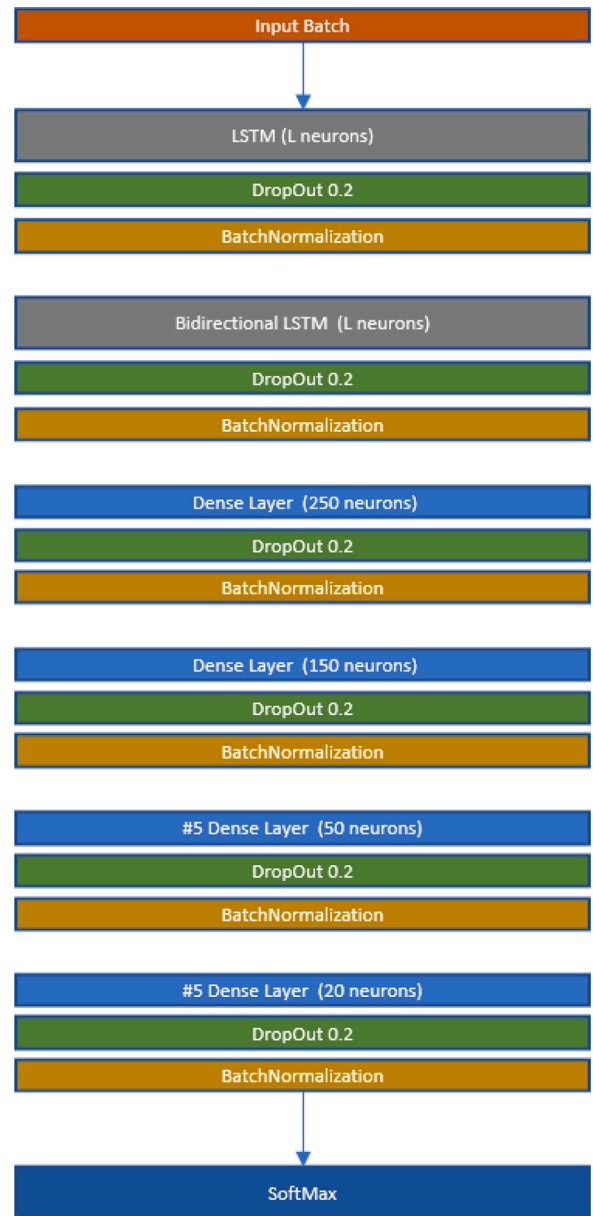 Input Batch
LSTM (L neurons)
DropOut 0.2
BatchNormalization
Bidirectional LSTM (L neurons)
DropOut 0.2
BatchNormalization
Dense Layer (250 neurons)
DropOut 0.2
BatchNormalization
Dense Layer (150 neurons)
DropOut 0.2
BatchNormalization
#5 Dense Layer (50 neurons)
DropOut 0.2
BatchNormalization
#5 Dense Layer (20 neurons)
DropOut 0.2
BatchNormalization
SoftMax